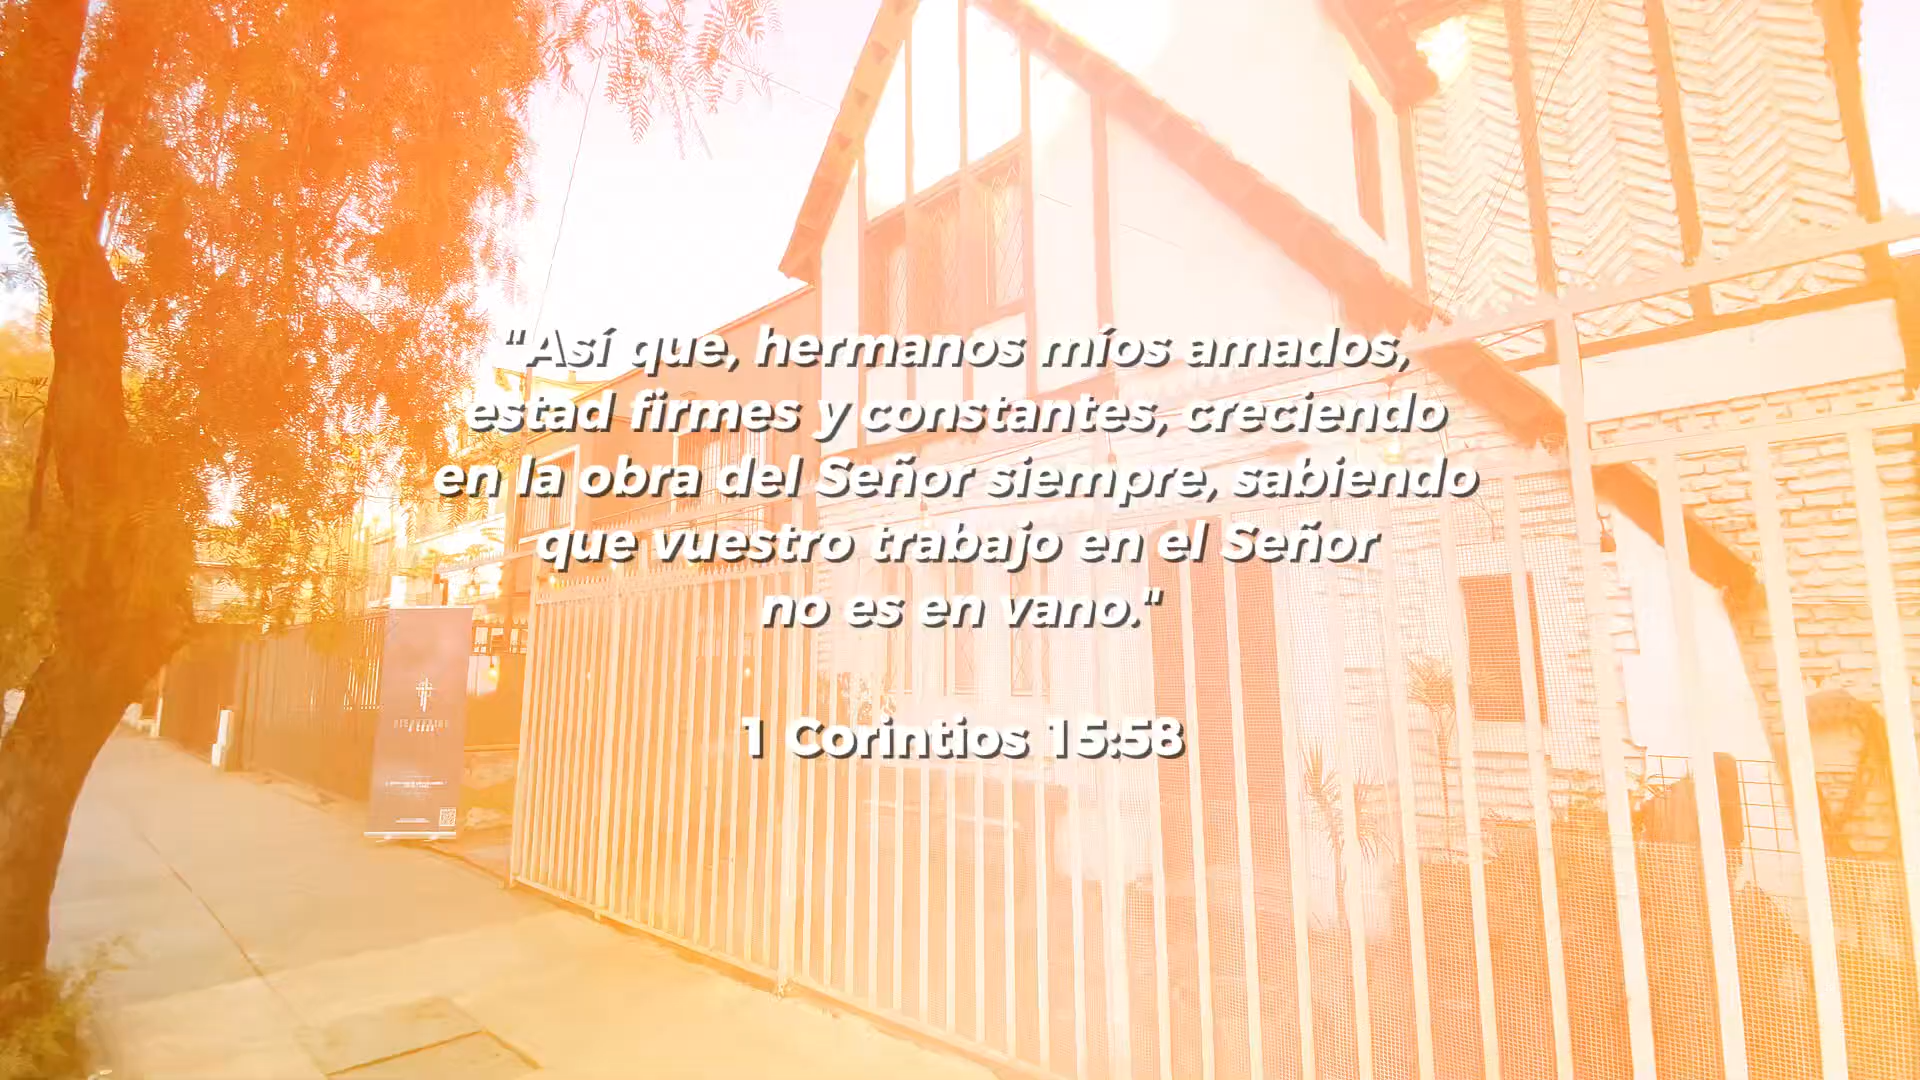 "Así que, hermanos míos amados,
estad firmes y constantes, creciendo
en la obra del Señor siempre, sabiendo
que vuestro trabajo en el Señor
no es en vano."
1 Corintios 15:58